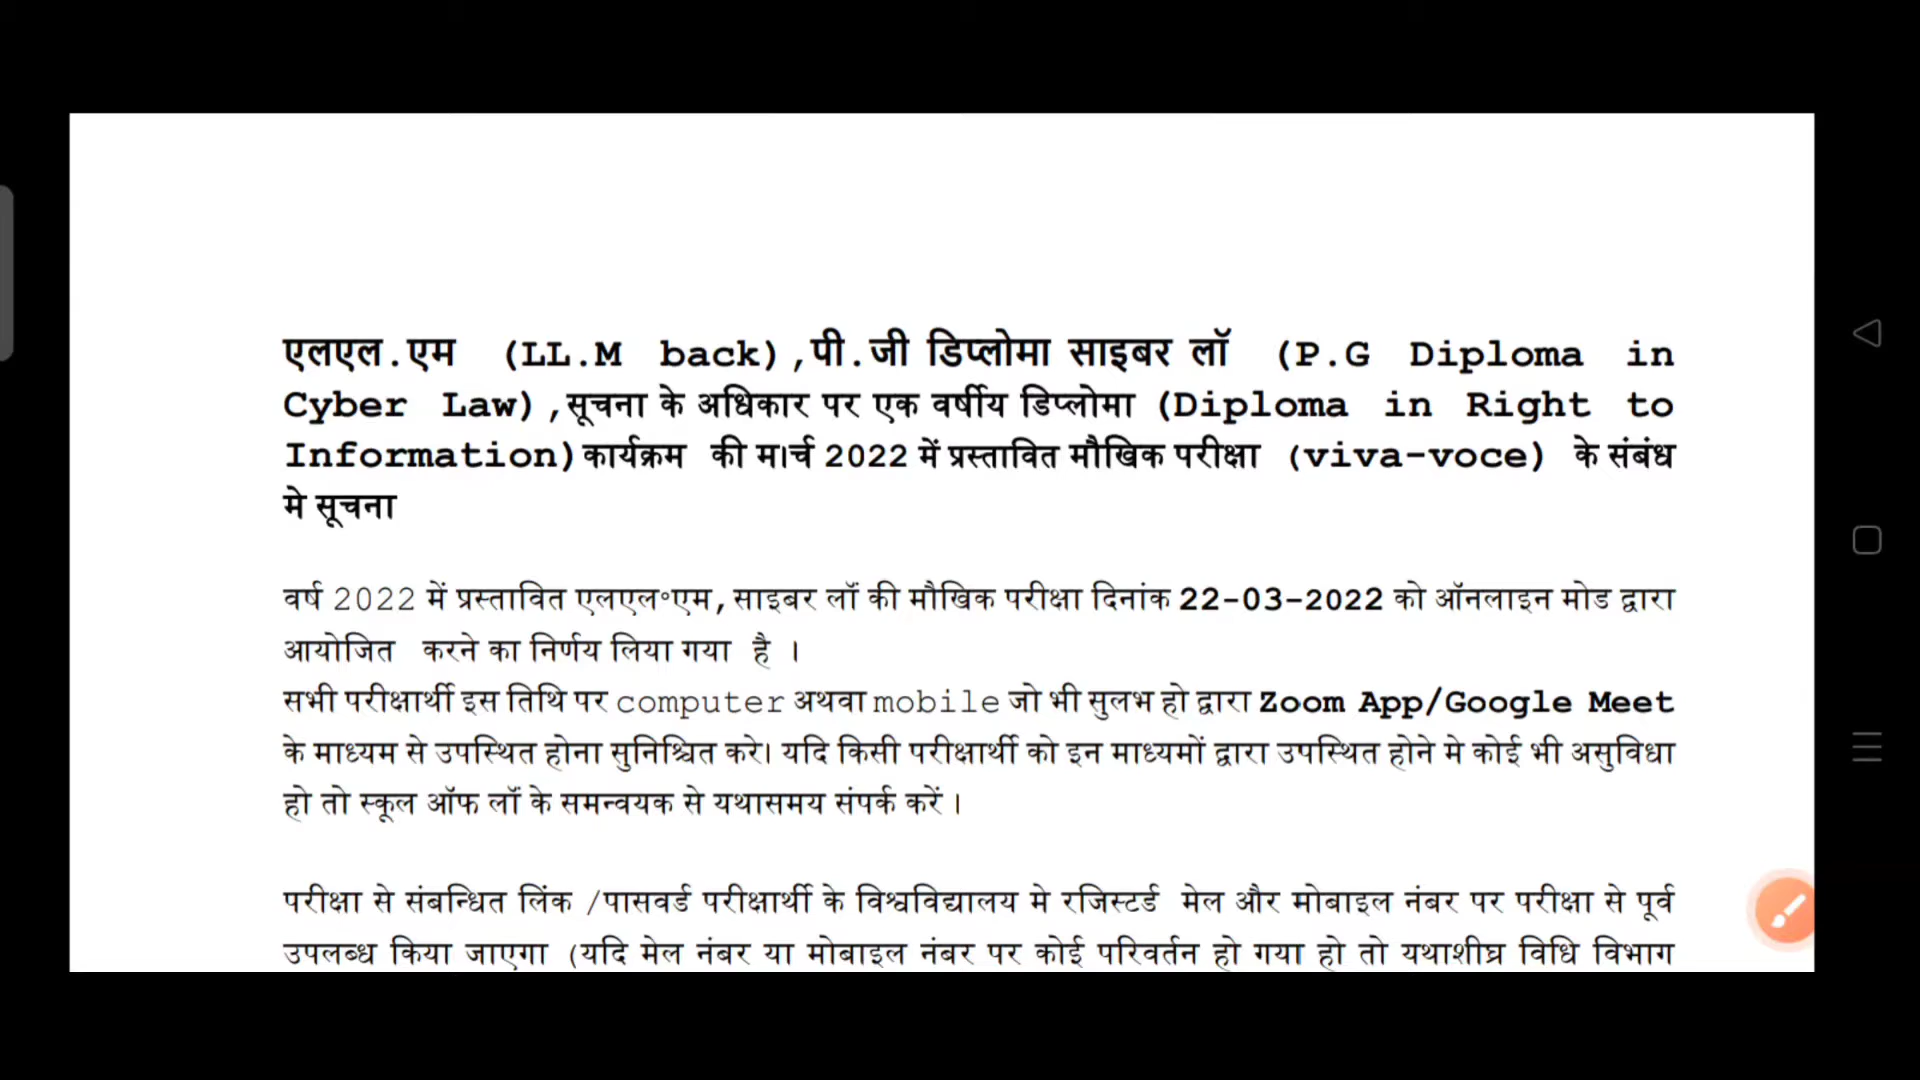 एलएल.एम (LL.M back),पी.जी डिप्लोमा साइबर लॉ (P.G Diploma in
Cyber Law),सूचना के अधिकार पर एक वर्षीय डिप्लोमा (Diploma in Right to
Information)कार्यक्रम की मार्च 2022 में प्रस्तावित मौखिक परीक्षा (viva-voce) के संबंध
मे सूचना
वर्ष 2022 में प्रस्तावित एलएल॰एम,साइबर लॉ की मौखिक परीक्षा दिनांक 22-03-2022 को ऑनलाइन मोड द्वारा
आयोजित करने का निर्णय लिया गया है ।
सभी परीक्षार्थी इस तिथि पर computer अथवा mobile जो भी सुलभ हो द्वारा Zoom App/Google Meet
के माध्यम से उपस्थित होना सुनिश्चित करे। यदि किसी परीक्षार्थी को इन माध्यमों द्वारा उपस्थित होने मे कोई भी असुविधा
हो तो स्कूल ऑफ लॉ के समन्वयक से यथासमय संपर्क करें ।
परीक्षा से संबन्धित लिंक /पासवर्ड परीक्षार्थी के विश्वविद्यालय मे रजिस्टर्ड मेल और मोबाइल नंबर पर परीक्षा से पूर्व
उपलब्ध किया जाएगा (यदि मेल नंबर या मोबाइल नंबर पर कोई परिवर्तन हो गया हो तो यथाशीघ्र विधि विभाग